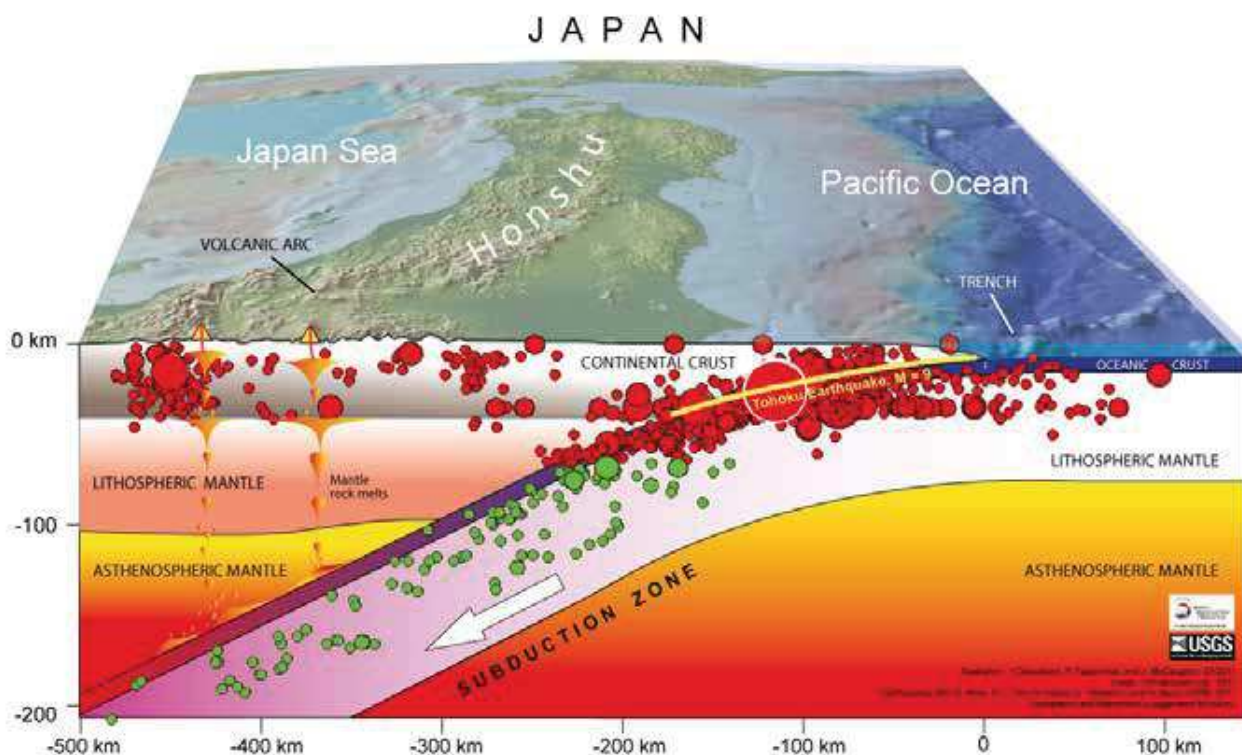 JAPAN
Japan Sea
Honshu
Pacific Ocean
VOLCANIC ARC
TRENCH
0 km
CONTINENTAL CRUST
OCEANIC CRUST
Tohoku Earthquake, M = 9
LITHOSPHERIC MANTLE
Mantle
rock melts
LITHOSPHERIC MANTLE
-100
ASTHENOSPHERIC MANTLE
ASTHENOSPHERIC MANTLE
SUBDUCTION ZONE
USGS
-200
-500 km
-400 km
-300 km
-200 km
-100 km
0
100 km